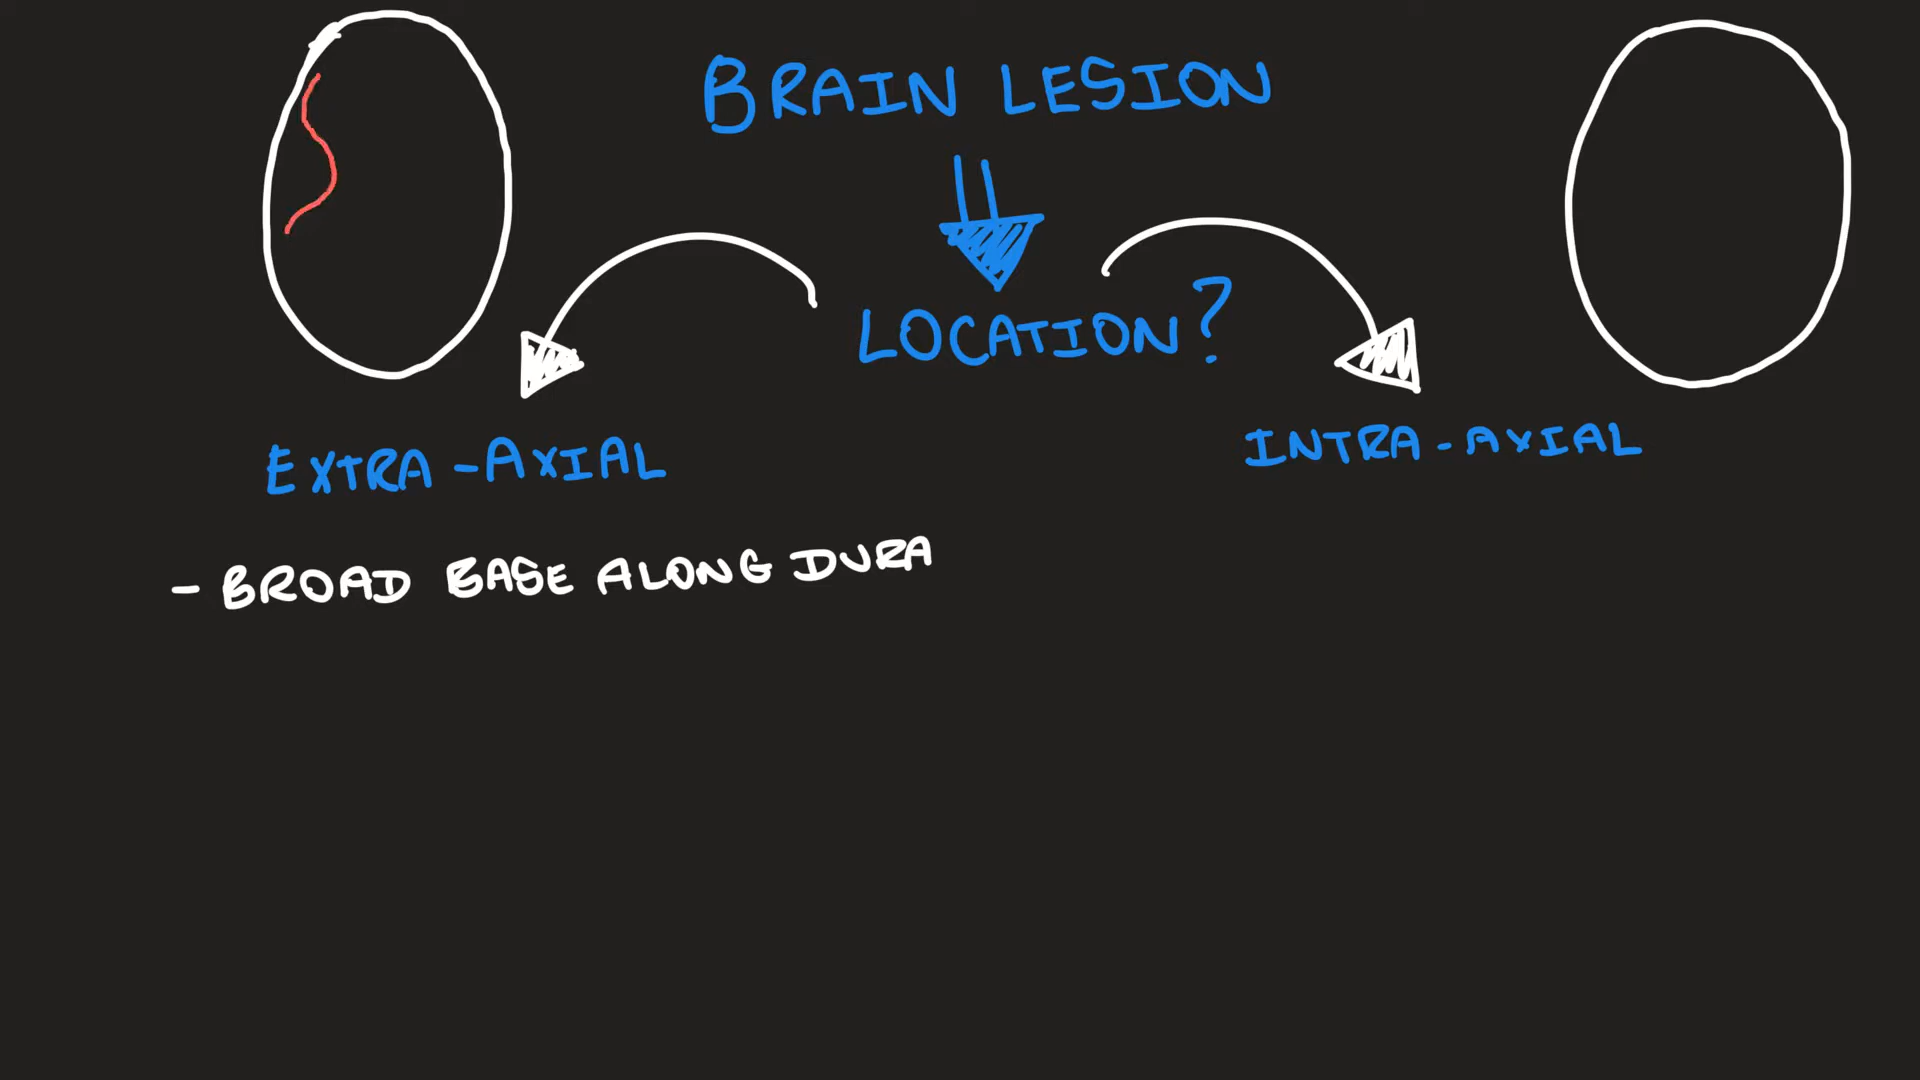 BRAIN LESION
LOCATION?
EXTRA-AXIAL
INTRA-AXIAL
- BROAD BASE ALONG DURA